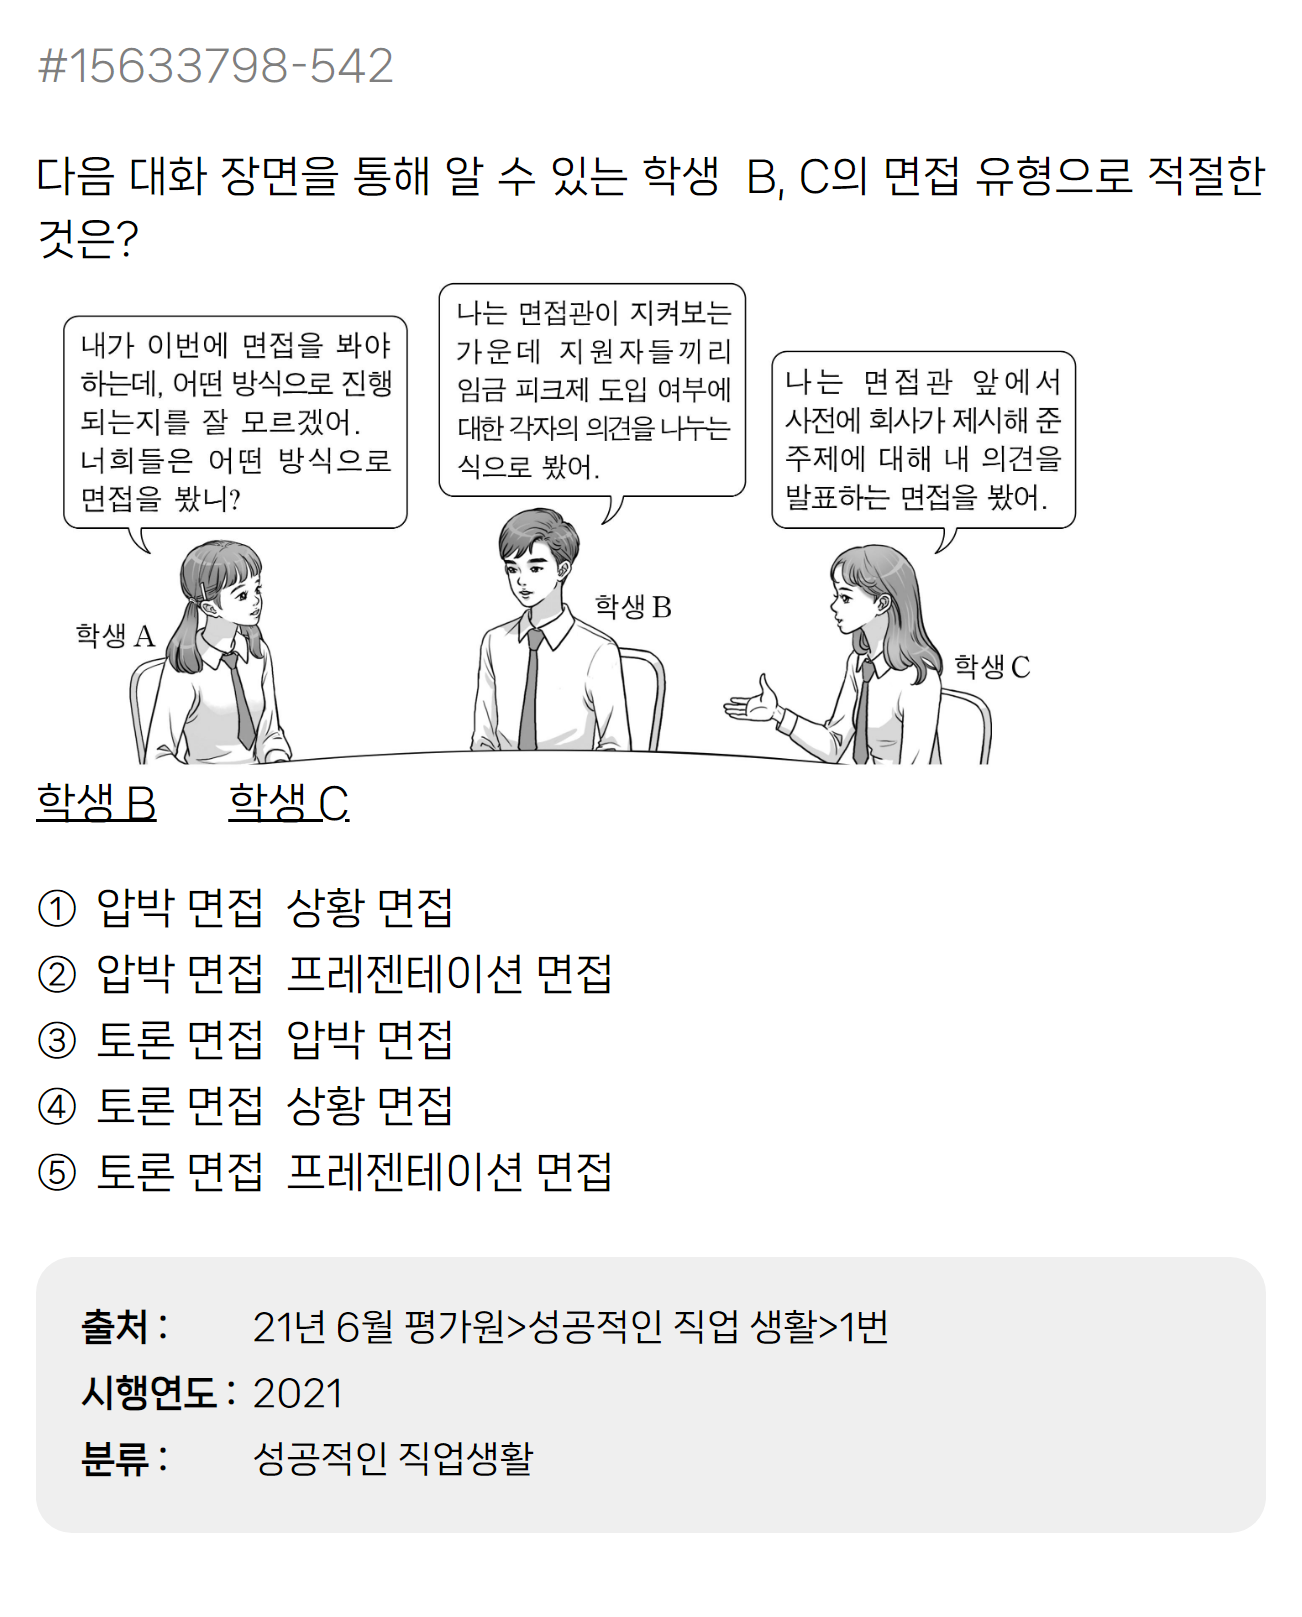 #15633798-542
다음 대화 장면을 통해 알 수 있는 학생 B, C의 면접 유형으로 적절한
것은?
내가 이번에 면접을 봐야
하는데, 어떤 방식으로 진행
되는지를 잘 모르겠어.
너희들은 어떤 방식으로
면접을 봤니?
나는 면접관이 지켜보는
가운데 지원자들끼리
임금 피크제 도입 여부에
대한 각자의 의견을 나누는
식으로 봤어.
나는 면접관 앞에서
사전에 회사가 제시해 준
주제에 대해 내 의견을
발표하는 면접을 봤어.
학생 A
학생 B
학생 C
학생 B 학생 C
① 압박 면접 상황 면접
② 압박 면접 프레젠테이션 면접
③ 토론 면접 압박 면접
④ 토론 면접 상황 면접
⑤ 토론 면접 프레젠테이션 면접
출처 : 21년 6월 평가원>성공적인 직업 생활>1번
시행연도 : 2021
분류 : 성공적인 직업생활